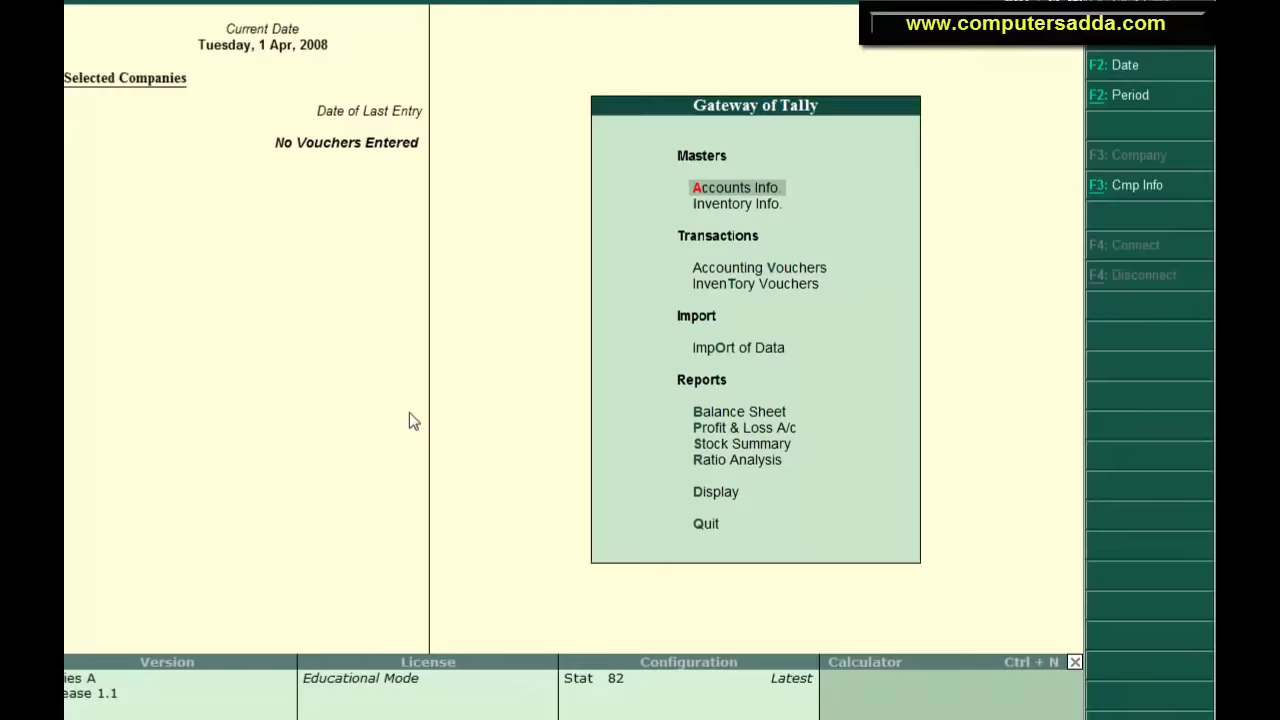 www.computersadda.com
Current Date
Tuesday, 1 Apr, 2008
Selected Companies
Date of Last Entry
No Vouchers Entered
Gateway of Tally
Masters
Accounts Info.
Inventory Info.
Transactions
Accounting Vouchers
InvenTory Vouchers
Import
ImpOrt of Data
Reports
Balance Sheet
Profit & Loss A/c
Stock Summary
Ratio Analysis
Display
Quit
F2: Date
F2: Period
F3: Company
F3: Cmp Info
F4: Connect
F4: Disconnect
Version
ies A
ease 1.1
License
Educational Mode
Configuration
Stat 82 Latest
Calculator Ctrl + N